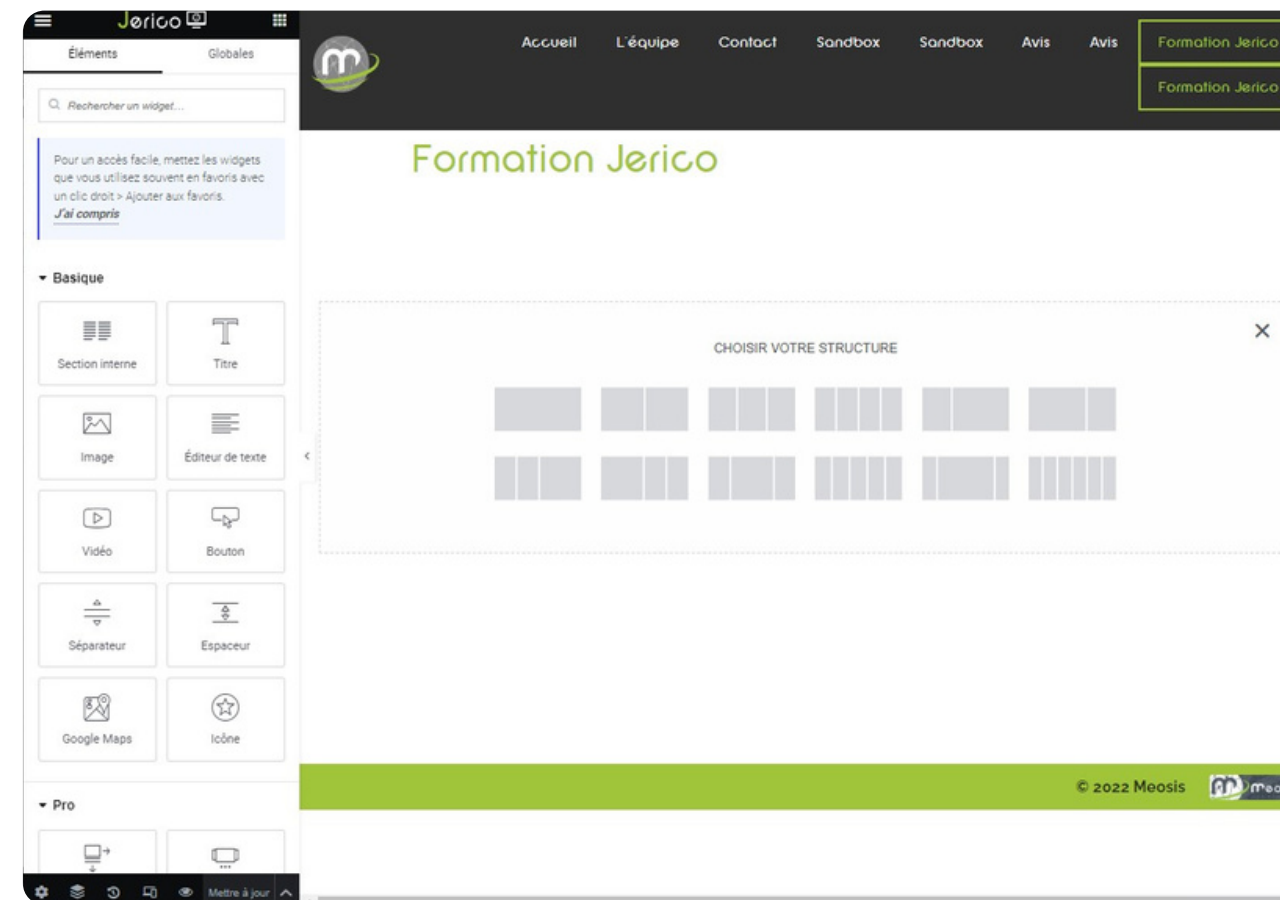 Jerico
Éléments
Globales
Rechercher un widget...
Pour un accès facile, mettez les widgets
que vous utilisez souvent en favoris avec
un clic droit > Ajouter aux favoris.
J'ai compris
Basique
Section interne
Titre
Image
Éditeur de texte
Vidéo
Bouton
Séparateur
Espaceur
Google Maps
Icône
Pro
Mettre à jour
m
Accueil
L'équipe
Contact
Sandbox
Sandbox
Avis
Avis
Formation Jerico
Formation Jerico
Formation Jerico
CHOISIR VOTRE STRUCTURE
© 2022 Meosis